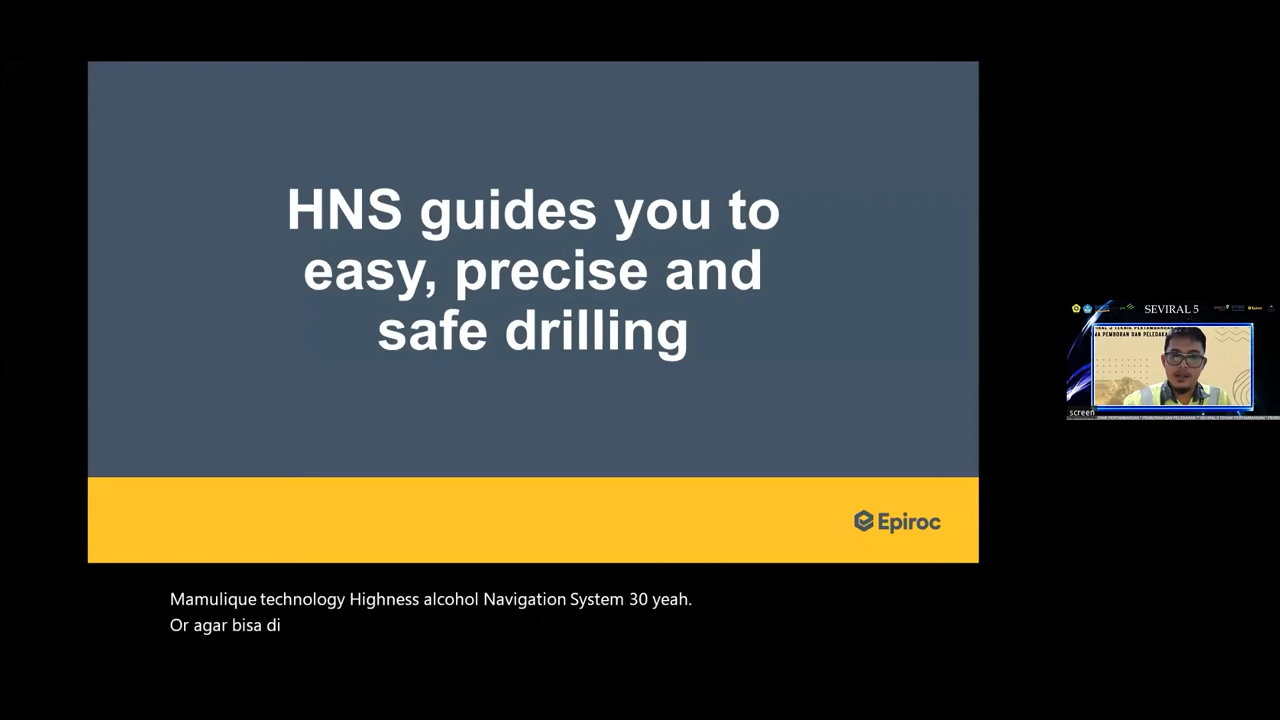 HNS guides you to
easy, precise and
safe drilling
Epiroc
SEVIRAL 5
screen
Mamulique technology Highness alcohol Navigation System 30 yeah.
Or agar bisa di